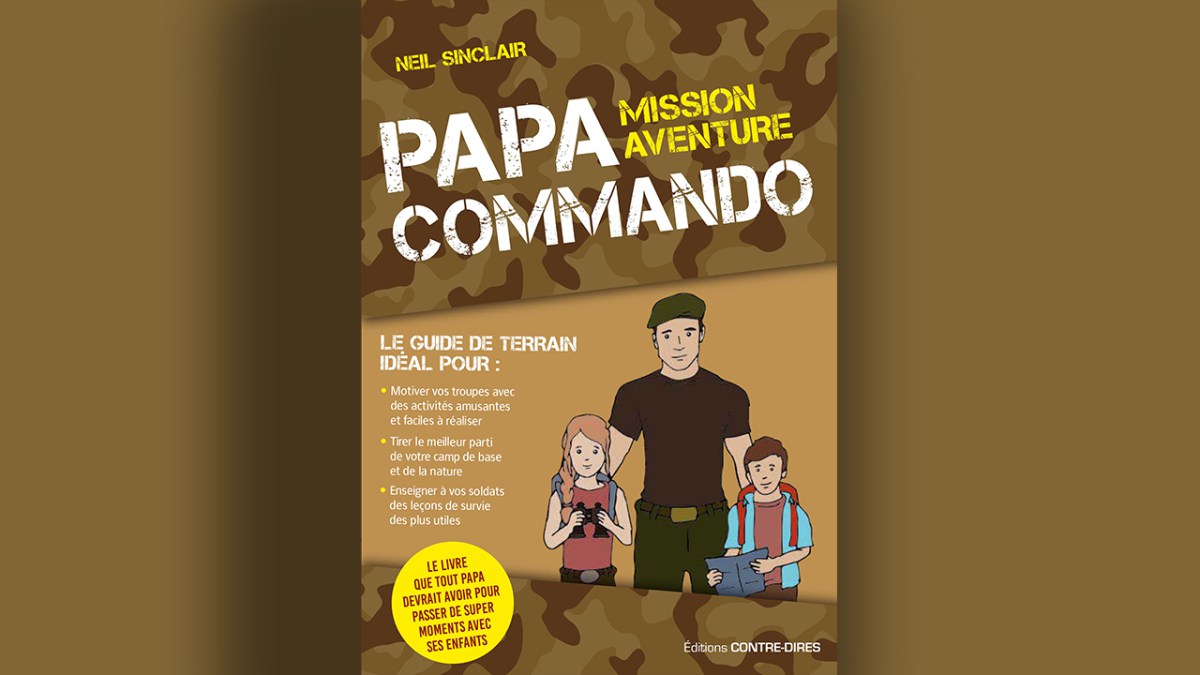 NEIL SINCLAIR
PAPA
MISSION
AVENTURE
COMMANDO
LE GUIDE DE TERRAIN
IDÉAL POUR :
• Motiver vos troupes avec
des activités amusantes
et faciles à réaliser
• Tirer le meilleur parti
de votre camp de base
et de la nature
• Enseigner à vos soldats
des leçons de survie
des plus utiles
LE LIVRE
QUE TOUT PAPA
DEVRAIT AVOIR POUR
PASSER DE SUPER
MOMENTS AVEC
SES ENFANTS
Éditions CONTRE-DIRES